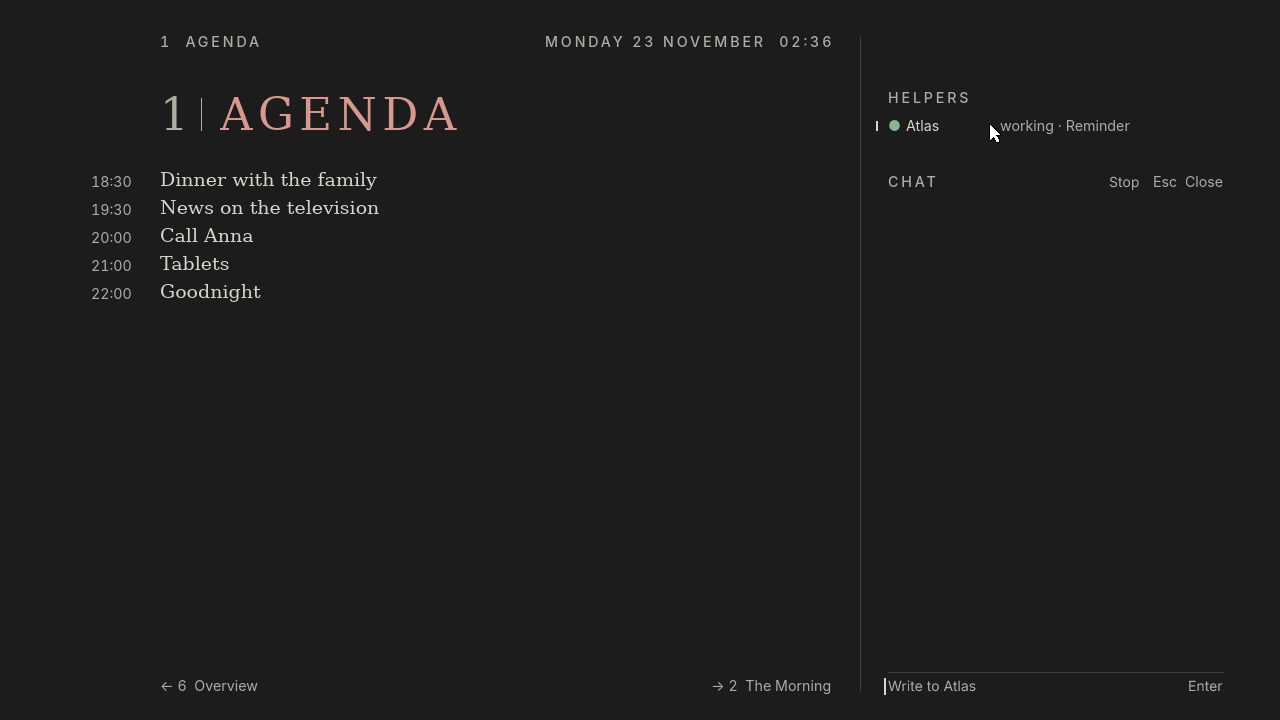 1 AGENDA
MONDAY 23 NOVEMBER 02:36
1 AGENDA
18:30 Dinner with the family
19:30 News on the television
20:00 Call Anna
21:00 Tablets
22:00 Goodnight
← 6 Overview
→ 2 The Morning
HELPERS
Atlas working · Reminder
CHAT Stop Esc Close
Write to Atlas Enter